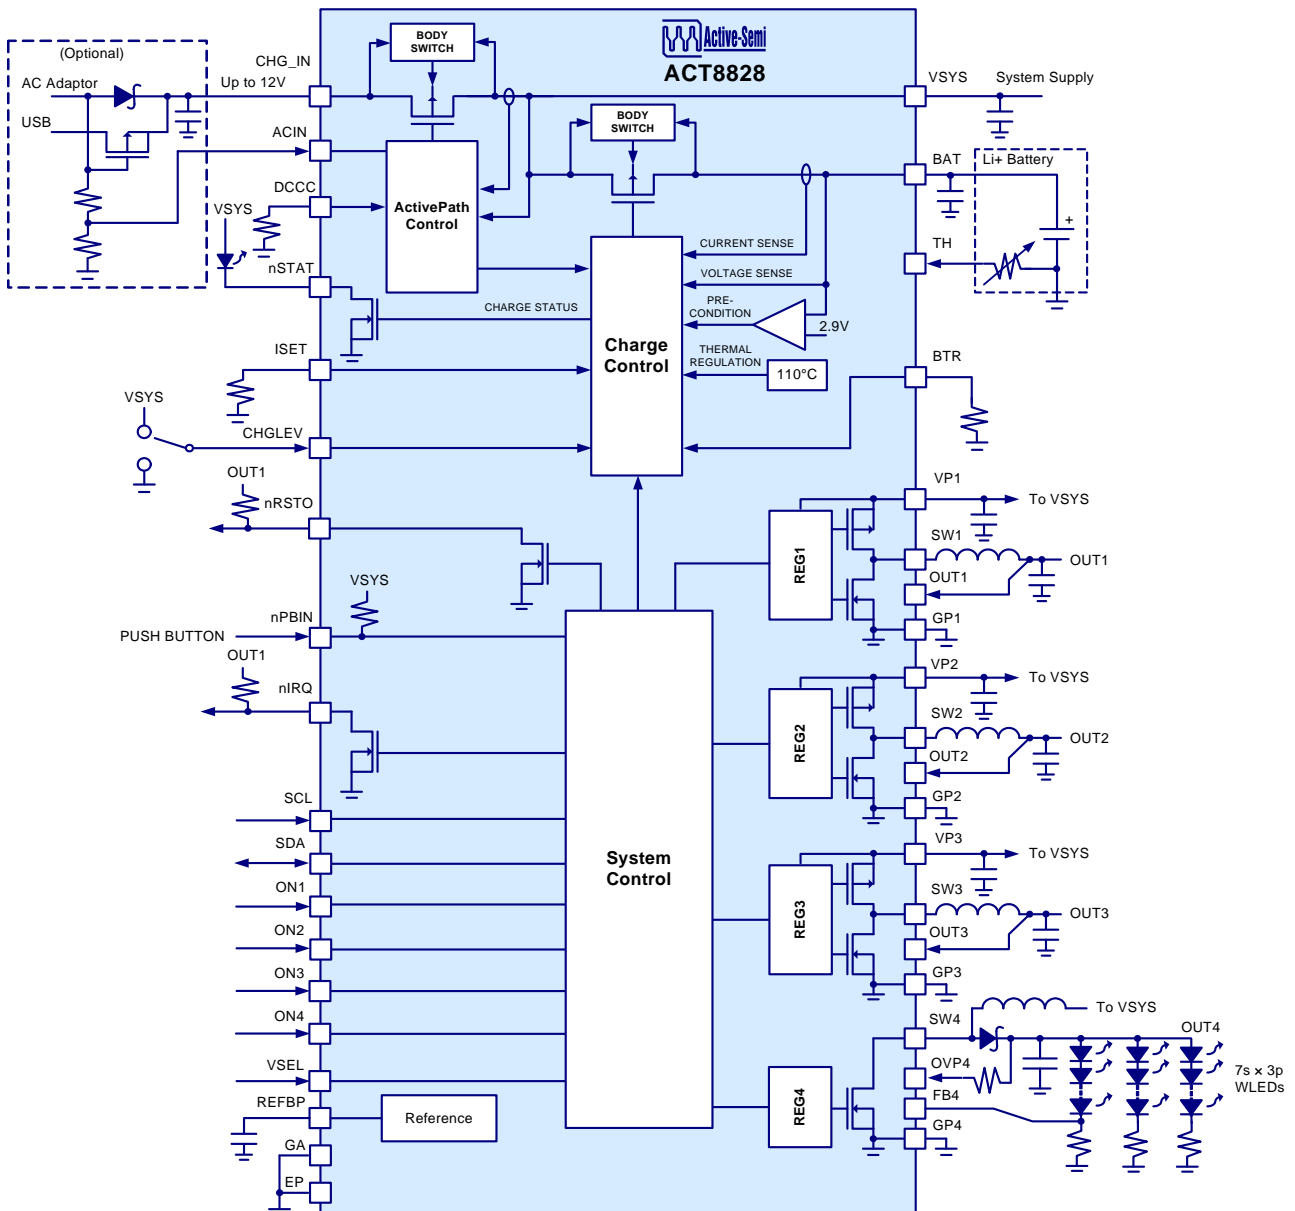 (Optional)
AC Adaptor
USB
CHG_IN
Up to 12V
ACIN
DCCC
VSYS
nSTAT
ISET
VSYS
CHGLEV
OUT1
nRSTO
VSYS
nPBIN
PUSH BUTTON
OUT1
nIRQ
SCL
SDA
ON1
ON2
ON3
ON4
VSEL
REFBP
GA
EP
BODY
SWITCH
Active-Semi
ACT8828
BODY
SWITCH
ActivePath
Control
CURRENT SENSE
VOLTAGE SENSE
PRE-
CONDITION
2.9V
CHARGE STATUS
Charge
Control
THERMAL
REGULATION
110°C
System
Control
Reference
REG1
REG2
REG3
REG4
VSYS
System Supply
BAT
Li+ Battery
+
TH
BTR
VP1
To VSYS
SW1
OUT1
OUT1
GP1
VP2
To VSYS
SW2
OUT2
OUT2
GP2
VP3
To VSYS
SW3
OUT3
OUT3
GP3
To VSYS
SW4
OUT4
OVP4
FB4
GP4
7s × 3p
WLEDs